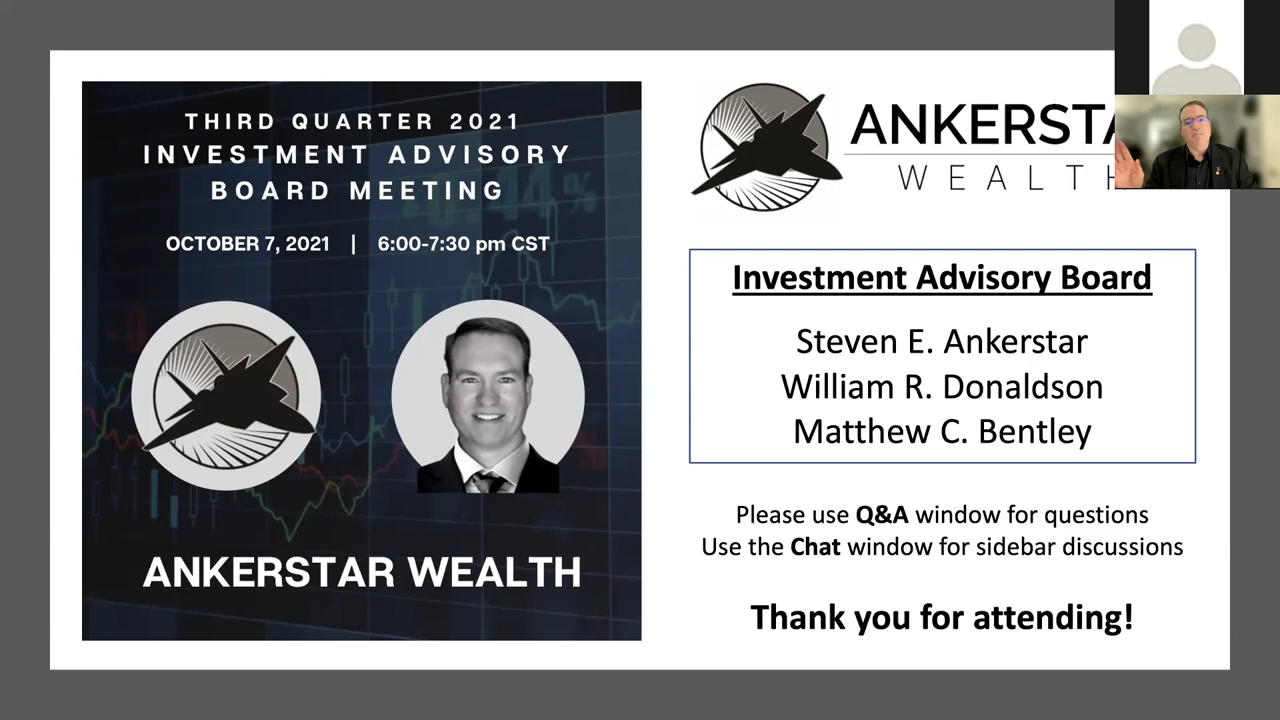 THIRD QUARTER 2021
INVESTMENT ADVISORY
BOARD MEETING
OCTOBER 7, 2021 | 6:00-7:30 pm CST
ANKERSTAR WEALTH
ANKERSTA
WEALTH
Investment Advisory Board
Steven E. Ankerstar
William R. Donaldson
Matthew C. Bentley
Please use Q&A window for questions
Use the Chat window for sidebar discussions
Thank you for attending!